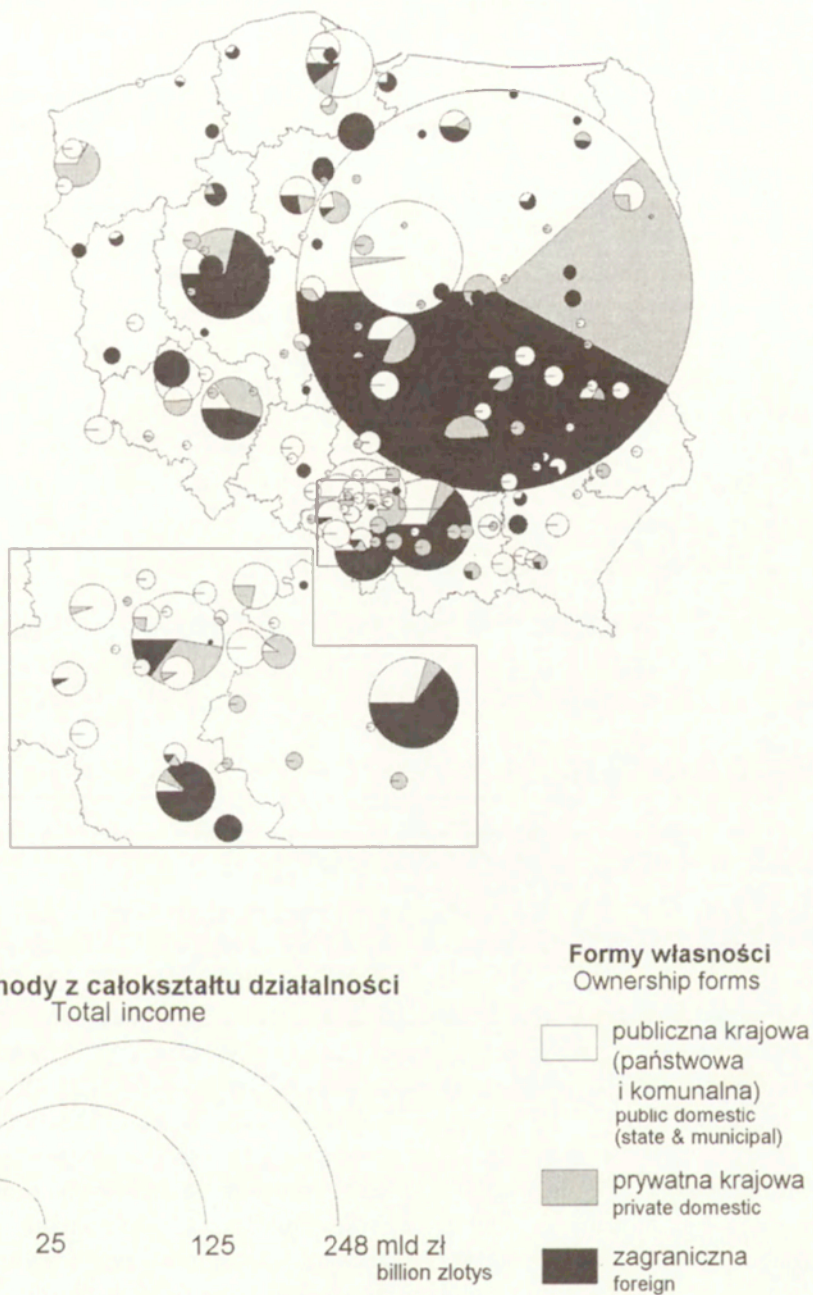 hody z całokształtu działalności
Total income
25
125
248 mld zł
billion zlotys
Formy własności
Ownership forms
publiczna krajowa
(państwowa
i komunalna)
public domestic
(state & municipal)
prywatna krajowa
private domestic
zagraniczna
foreign